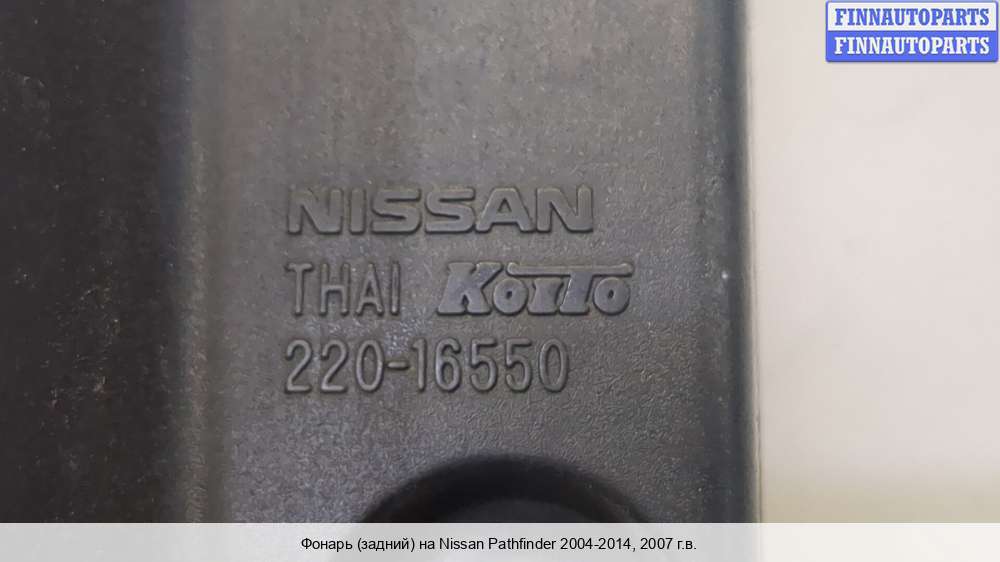 FINNAUTOPARTS
FINNAUTOPARTS
NISSAN
THAI KOITO
220-16550
Фонарь (задний) на Nissan Pathfinder 2004-2014, 2007 г.в.